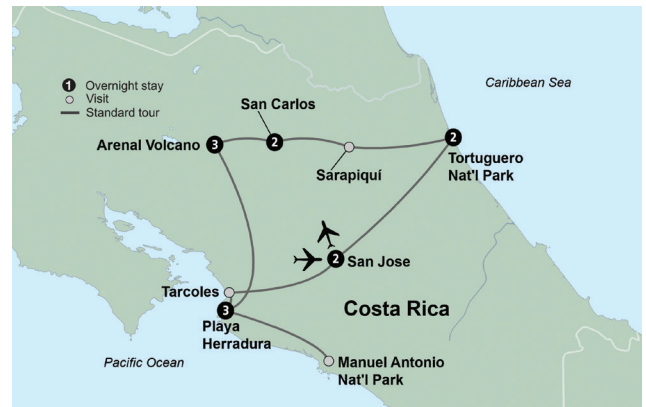 Caribbean Sea
1 Overnight stay
Visit
Standard tour
San Carlos
Arenal Volcano
3
2
2
Sarapiquí
Tortuguero
Nat'l Park
2
San Jose
Tarcoles
3
Playa
Herradura
Costa Rica
Pacific Ocean
Manuel Antonio
Nat'l Park